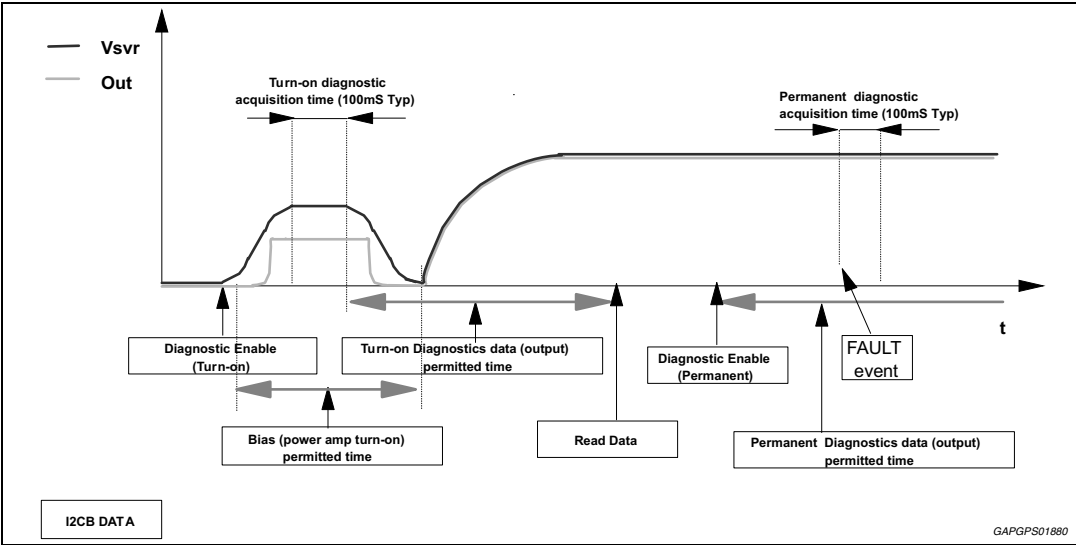 Vsvr
Out
Turn-on diagnostic
acquisition time (100mS Typ)
Permanent diagnostic
acquisition time (100mS Typ)
t
Diagnostic Enable
(Turn-on)
Turn-on Diagnostics data (output)
permitted time
Diagnostic Enable
(Permanent)
FAULT
event
Bias (power amp turn-on)
permitted time
Read Data
Permanent Diagnostics data (output)
permitted time
I2CB DATA
GAPGPS01880